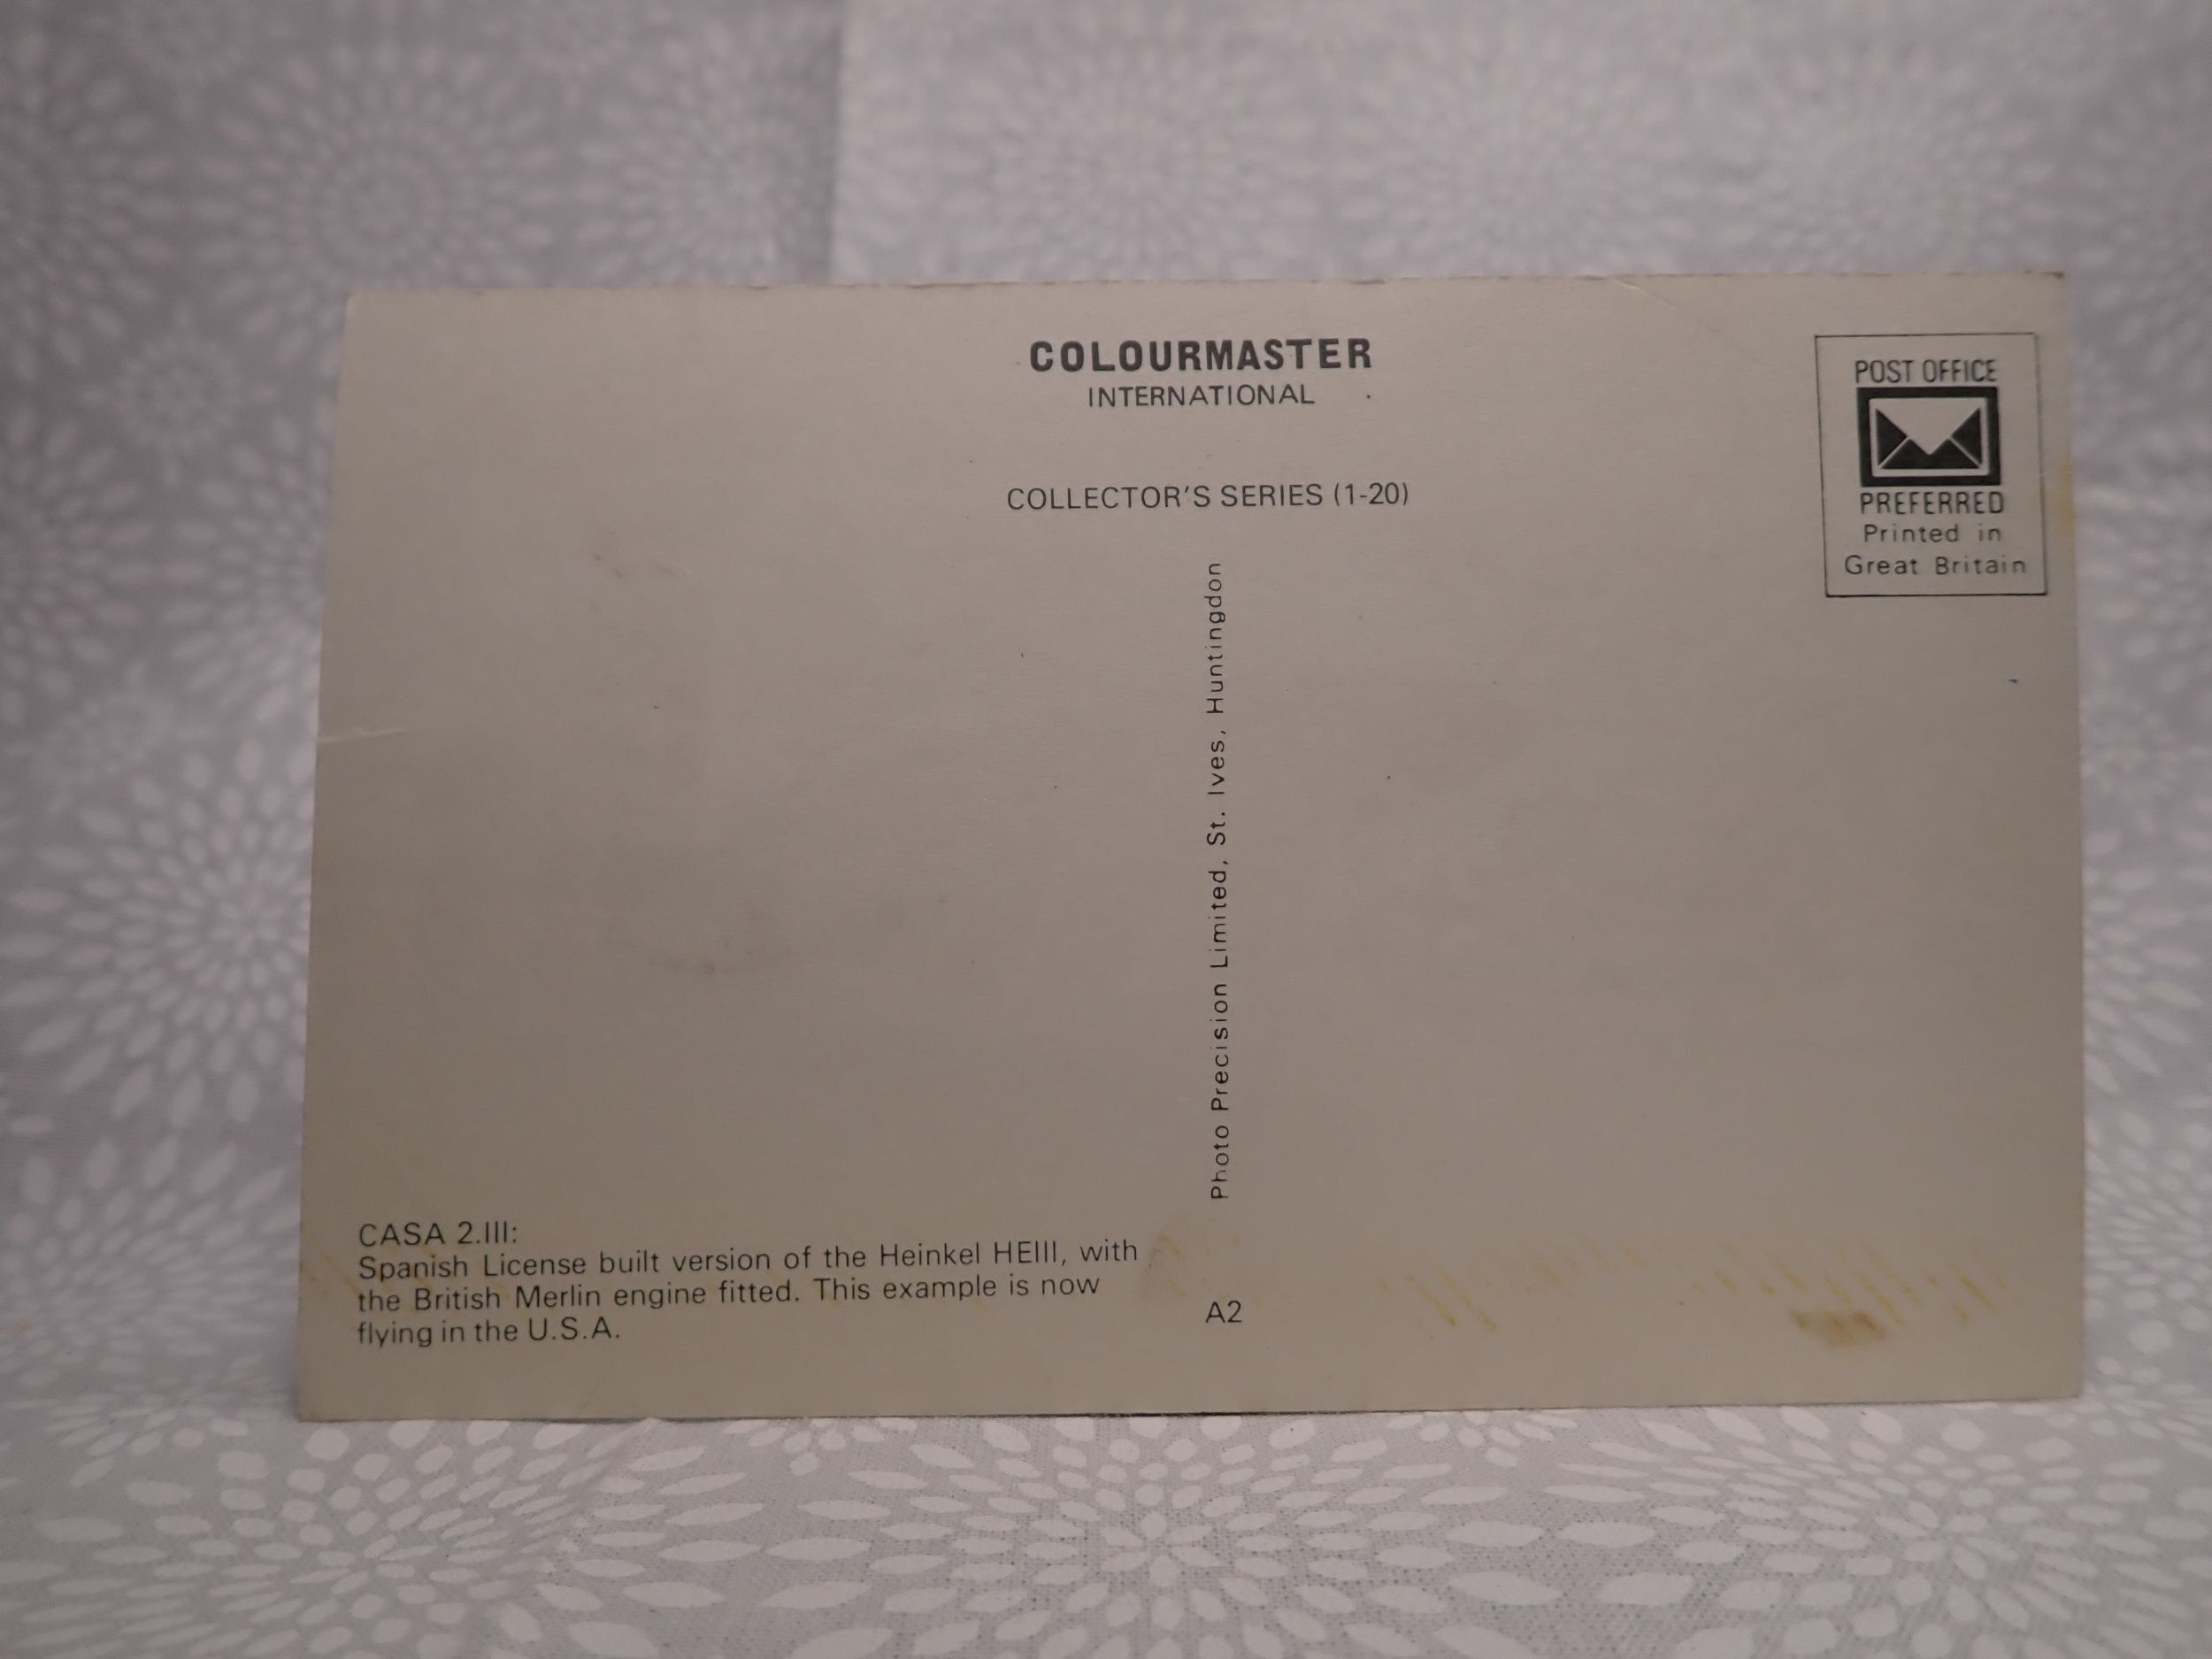 COLOURMASTER
INTERNATIONAL
COLLECTOR'S SERIES (1-20)
POST OFFICE
PREFERRED
Printed in
Great Britain
Photo Precision Limited, St. Ives, Huntingdon
CASA 2.III:
Spanish License built version of the Heinkel HEIII, with
the British Merlin engine fitted. This example is now
flying in the U.S.A.
A2